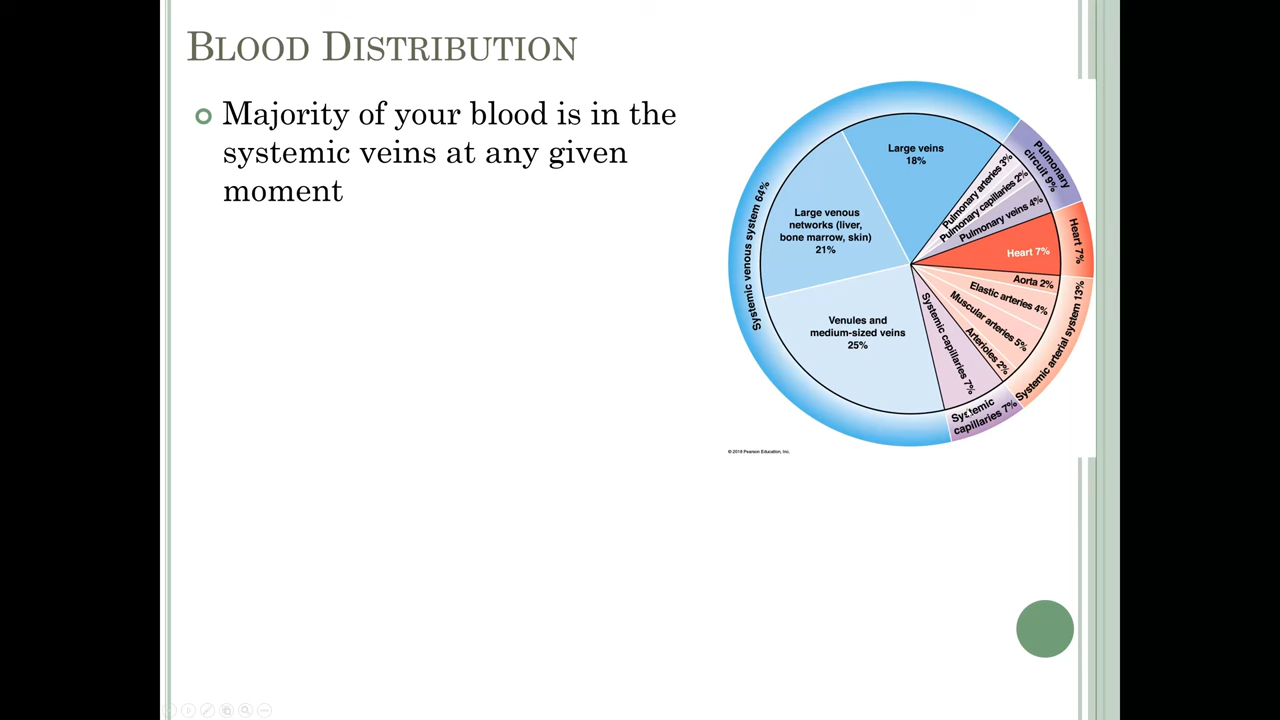 BLOOD DISTRIBUTION
Majority of your blood is in the
systemic veins at any given
moment
Large veins
18%
Large venous
networks (liver,
bone marrow, skin)
21%
Venules and
medium-sized veins
25%
Systemic venous system 64%
Pulmonary
circuit 9%
Pulmonary arteries 3%
Pulmonary capillaries 2%
Pulmonary veins 4%
Heart 7%
Heart 7%
Aorta 2%
Elastic arteries 4%
Muscular arteries 5%
Arterioles 2%
Systemic arterial system 13%
Systemic capillaries 7%
Systemic
capillaries 7%
© 2018 Pearson Education, Inc.